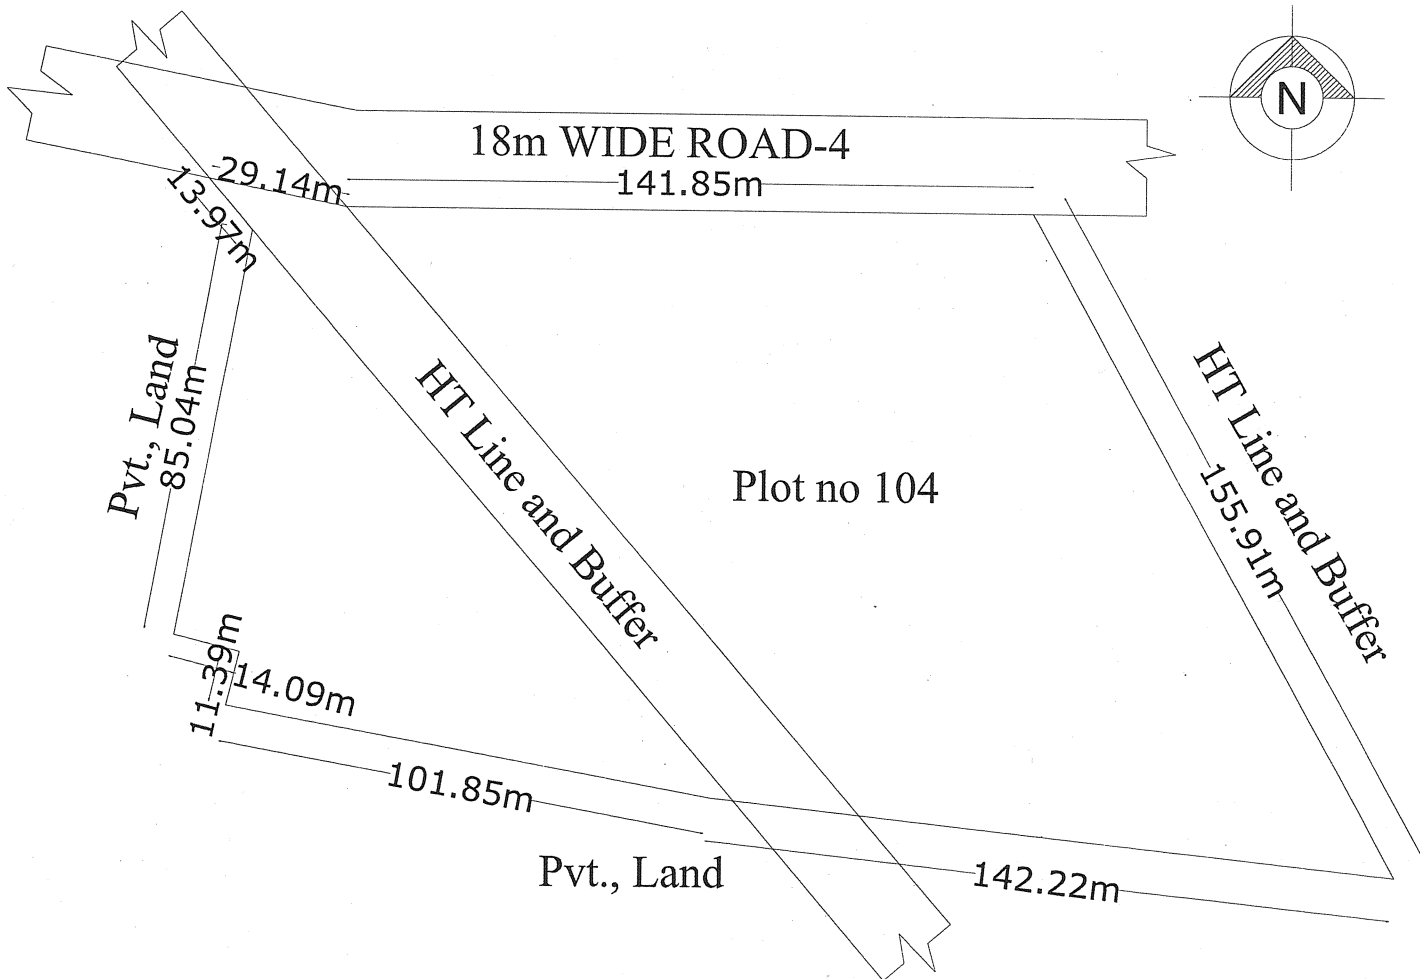 N
18m WIDE ROAD-4
29.14m
141.85m
13.97m
Pvt., Land
85.04m
HT Line and Buffer
Plot no 104
HT Line and Buffer
155.91m
11.39m
14.09m
101.85m
Pvt., Land
142.22m